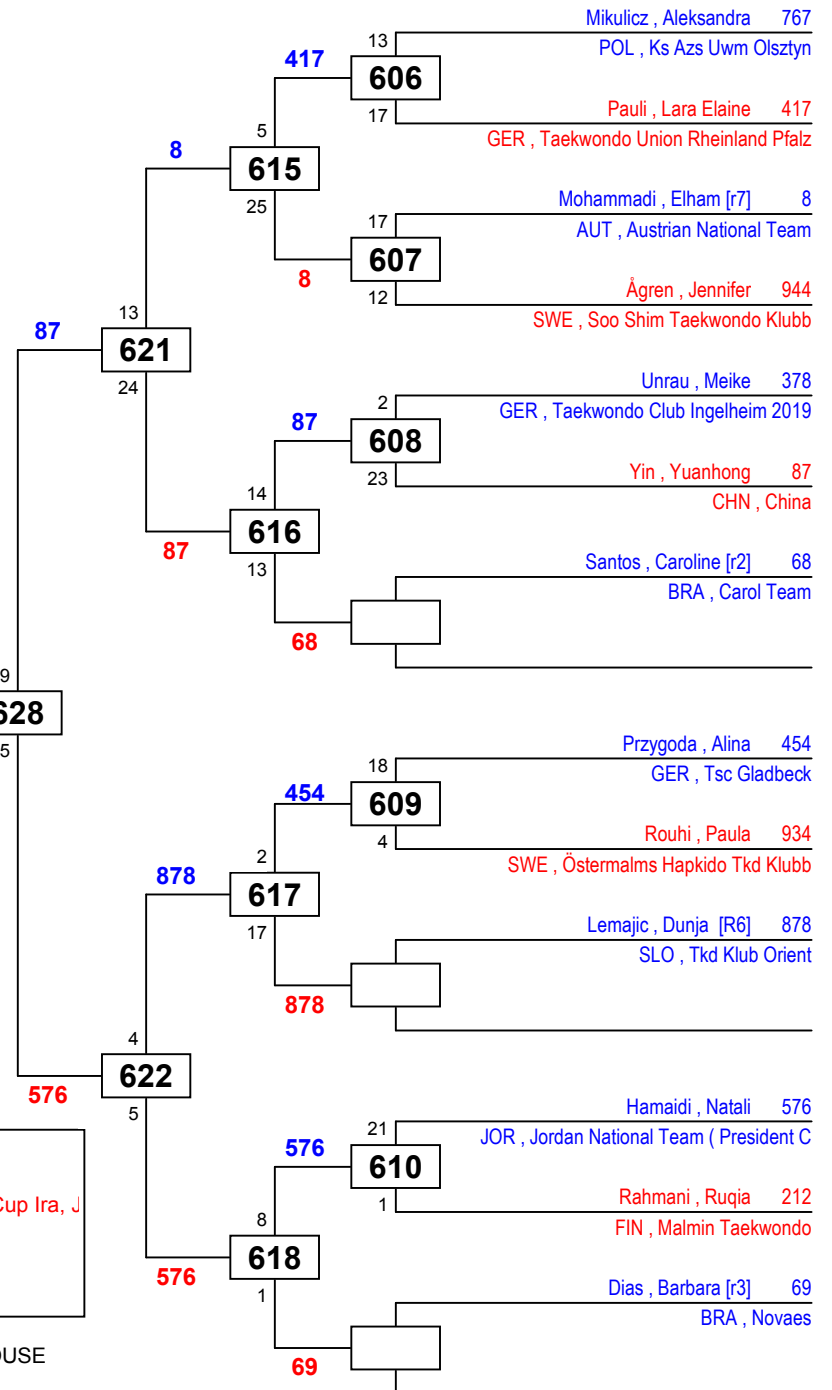 Mikulicz , Aleksandra 767
13
POL , Ks Azs Uwm Olsztyn
417
606
Pauli , Lara Elaine 417
17
GER , Taekwondo Union Rheinland Pfalz
5
8
615
Mohammadi , Elham [r7] 8
25
17
AUT , Austrian National Team
607
8
Ågren , Jennifer 944
12
13
SWE , Soo Shim Taekwondo Klubb
87
621
Unrau , Meike 378
24
2
GER , Taekwondo Club Ingelheim 2019
87
608
Yin , Yuanhong 87
23
14
CHN , China
616
87
Santos , Caroline [r2] 68
13
BRA , Carol Team
68
9
628
Przygoda , Alina 454
5
18
GER , Tsc Gladbeck
454
609
Rouhi , Paula 934
4
2
SWE , Östermalms Hapkido Tkd Klubb
878
617
Lemajic , Dunja [R6] 878
17
SLO , Tkd Klub Orient
878
4
622
576
Hamaidi , Natali 576
5
21
JOR , Jordan National Team ( President C
576
610
Rahmani , Ruqia 212
Cup Ira, J
1
8
FIN , Malmin Taekwondo
618
576
Dias , Barbara [r3] 69
1
BRA , Novaes
OUSE
69